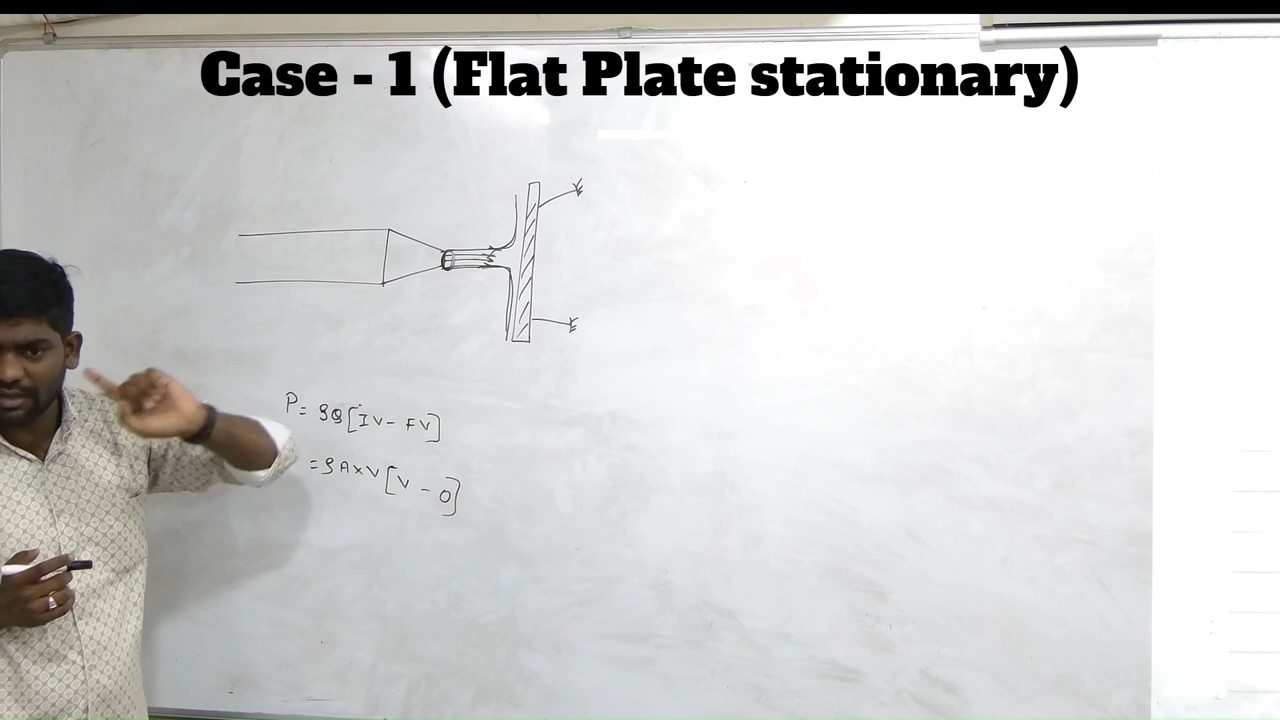 Case - 1 (Flat Plate stationary)
P = ρQ[IV - FV]
= ρA×V[V - 0]